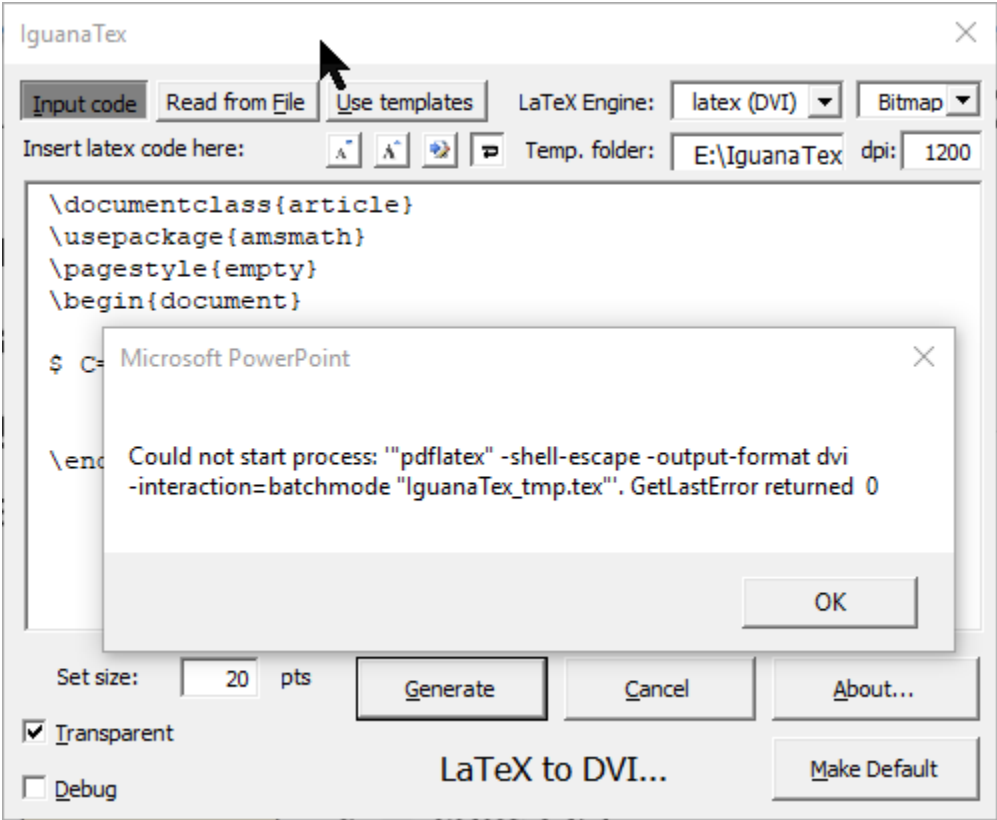 IguanaTex
Input code Read from File Use templates LaTeX Engine: latex (DVI) Bitmap
Insert latex code here: Temp. folder: E:\IguanaTex dpi: 1200
\documentclass{article}
\usepackage{amsmath}
\pagestyle{empty}
\begin{document}
$ C=
\end
Microsoft PowerPoint
Could not start process: '"pdflatex" -shell-escape -output-format dvi
-interaction=batchmode "IguanaTex_tmp.tex"'. GetLastError returned 0
OK
Set size: 20 pts Generate Cancel About...
Transparent
LaTeX to DVI... Make Default
Debug